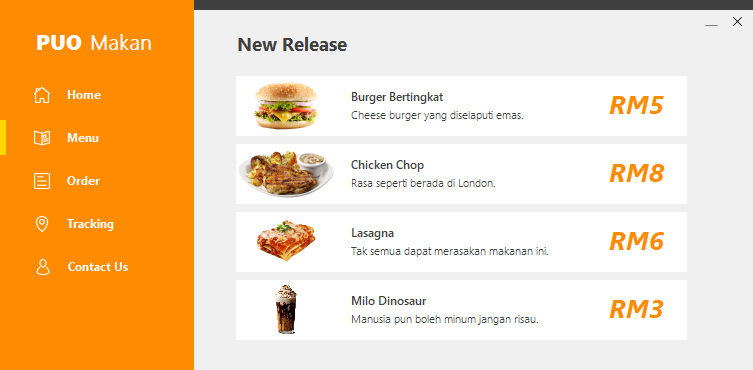 PUO Makan
Home
Menu
Order
Tracking
Contact Us
New Release
Burger Bertingkat
Cheese burger yang diselaputi emas.
RM5
Chicken Chop
Rasa seperti berada di London.
RM8
Lasagna
Tak semua dapat merasakan makanan ini.
RM6
Milo Dinosaur
Manusia pun boleh minum jangan risau.
RM3